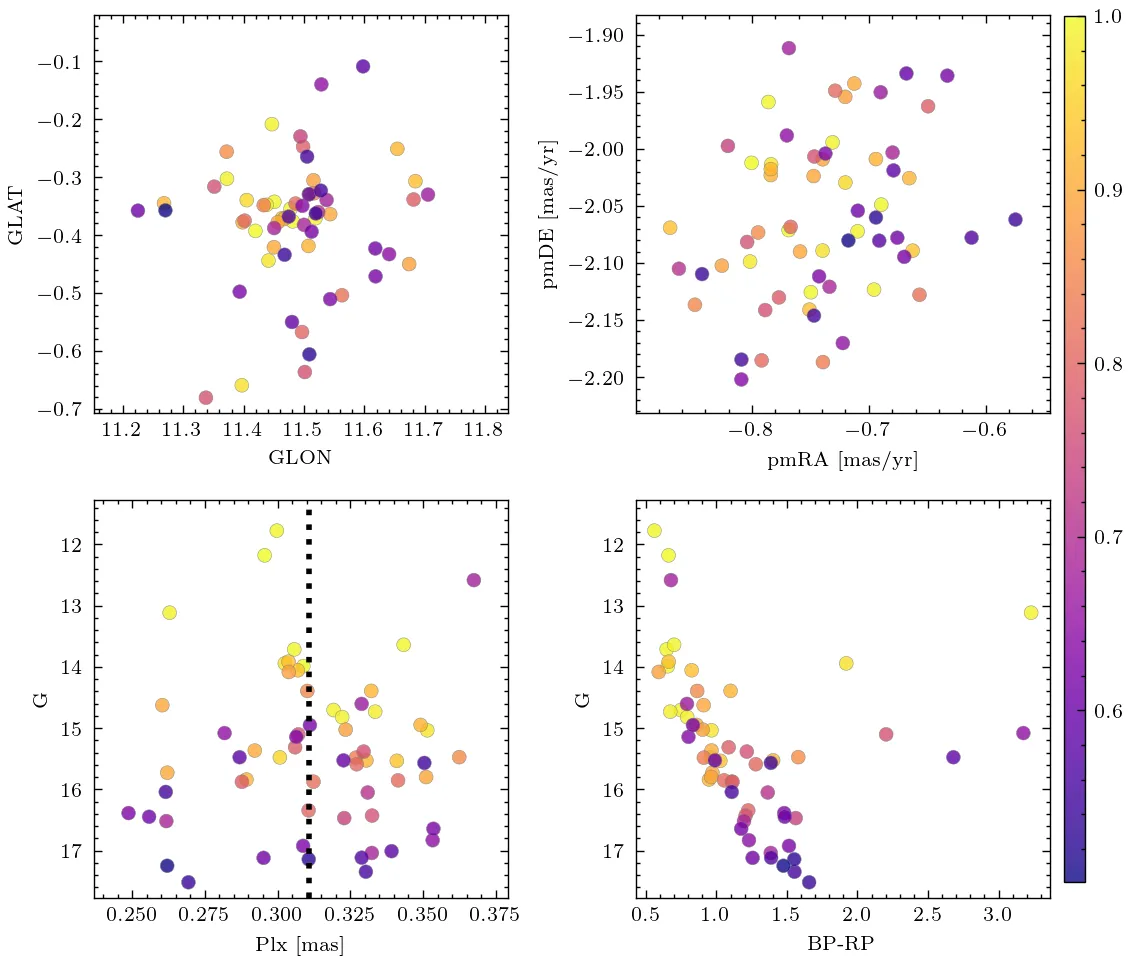 −0.1
−0.2
−0.3
−0.4
−0.5
−0.6
−0.7
GLAT
11.2 11.3 11.4 11.5 11.6 11.7 11.8
GLON
−1.90
−1.95
−2.00
−2.05
−2.10
−2.15
−2.20
pmDE [mas/yr]
−0.8 −0.7 −0.6
pmRA [mas/yr]
1.0
0.9
0.8
0.7
0.6
12
13
14
15
16
17
G
0.250 0.275 0.300 0.325 0.350 0.375
Plx [mas]
12
13
14
15
16
17
G
0.5 1.0 1.5 2.0 2.5 3.0
BP-RP